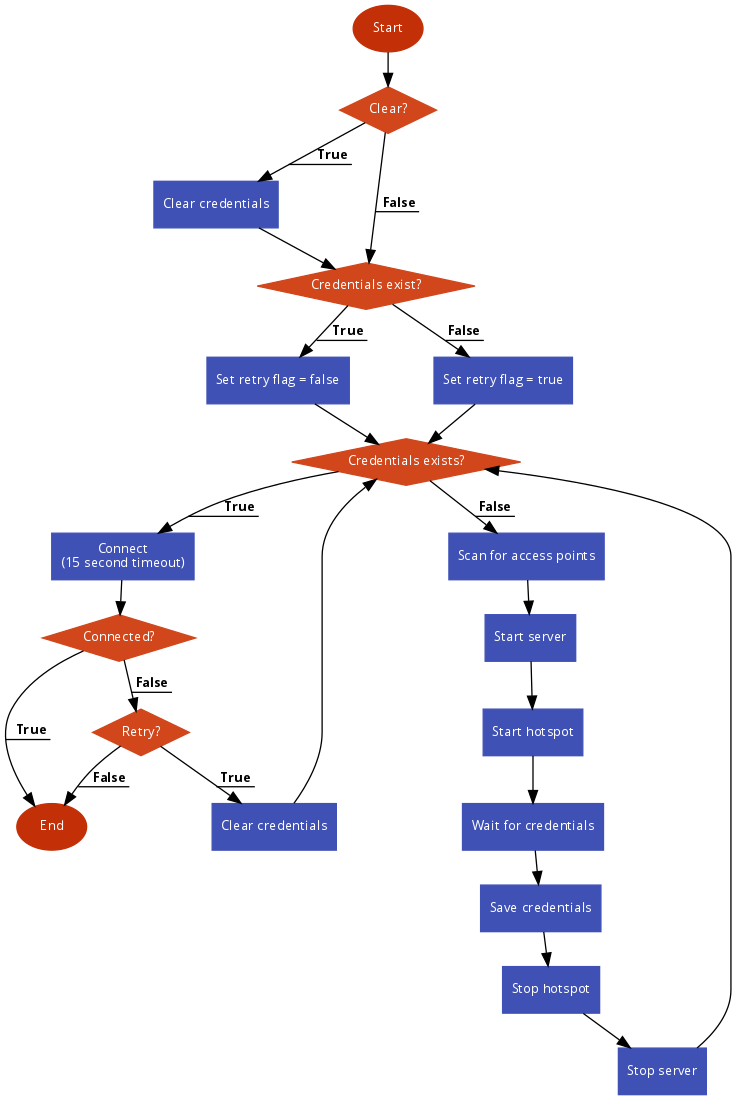 Start
Clear?
True
Clear credentials
False
Credentials exist?
True
False
Set retry flag = false
Set retry flag = true
Credentials exists?
True
False
Connect
(15 second timeout)
Scan for access points
Connected?
Start server
False
True
Retry?
Start hotspot
False
True
End
Clear credentials
Wait for credentials
Save credentials
Stop hotspot
Stop server